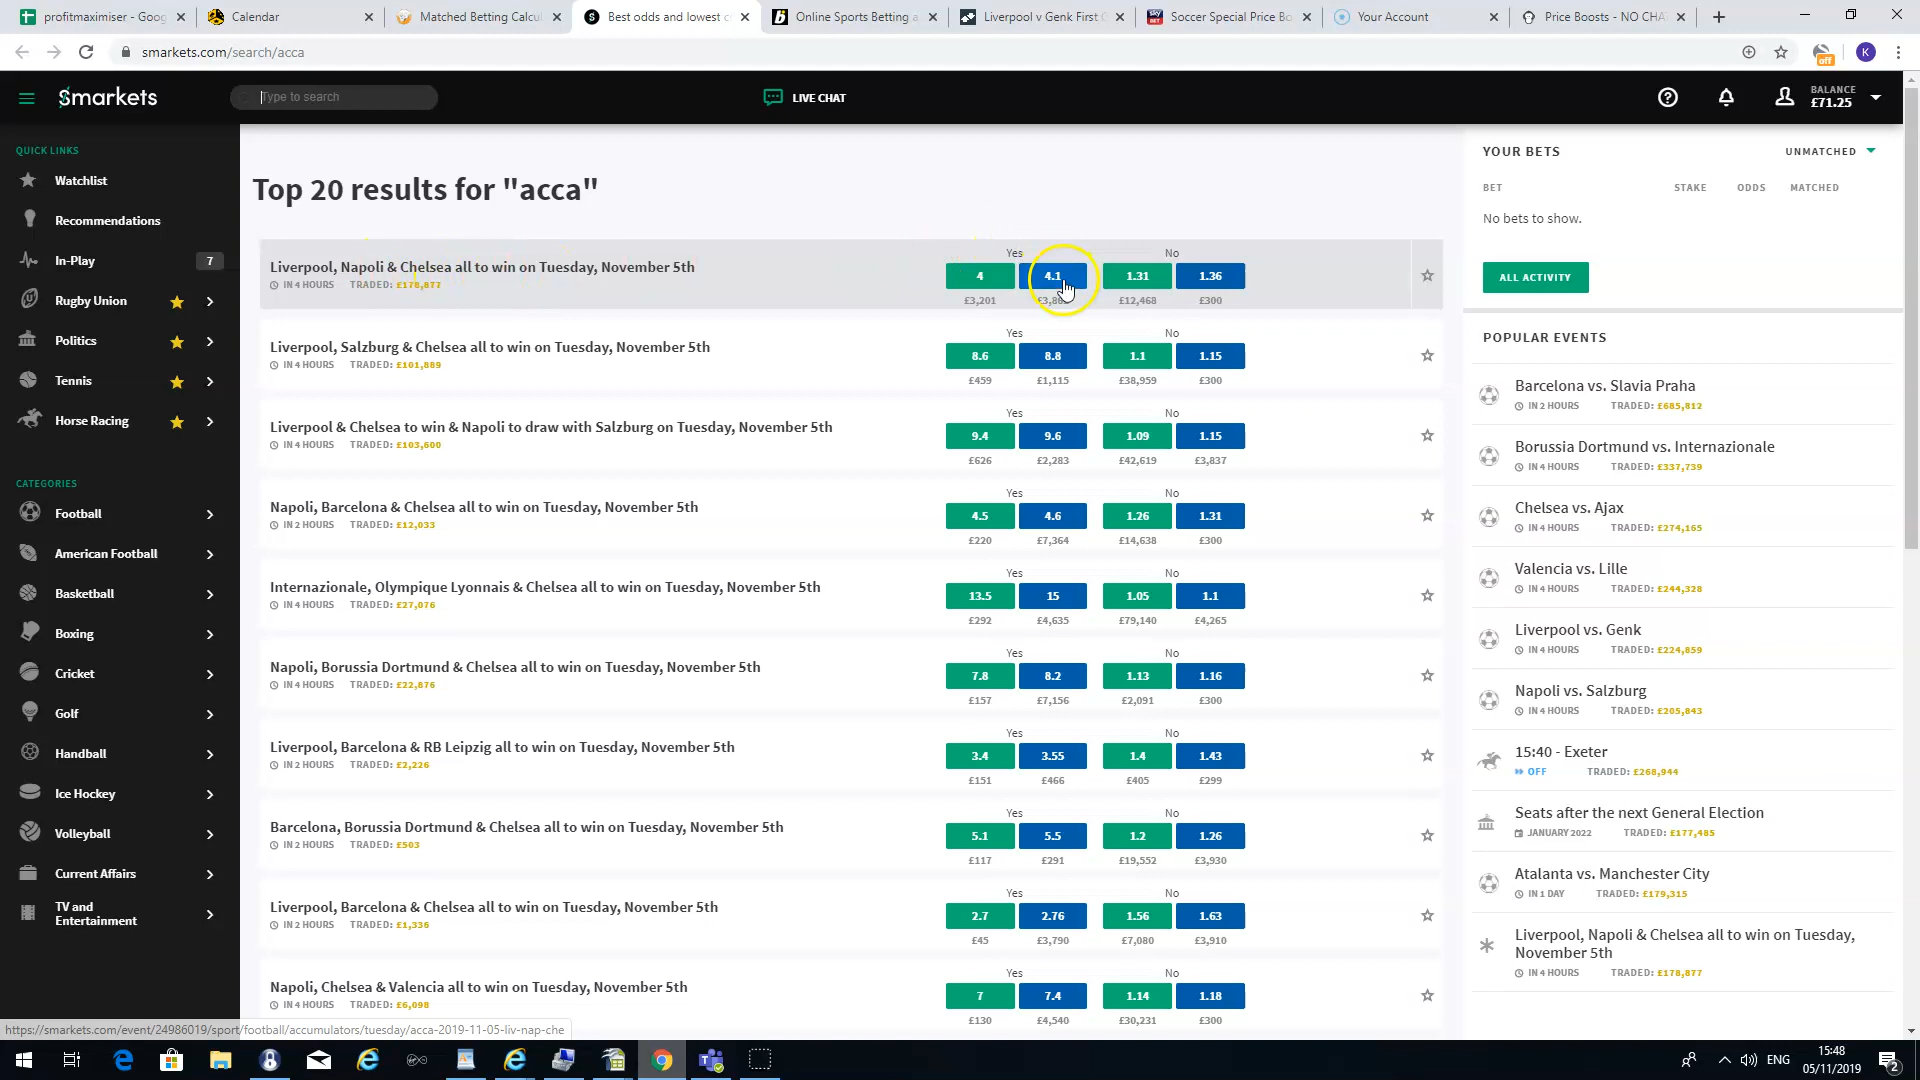 profitmaximiser - Goog
Calendar
Matched Betting Calcu
Best odds and lowest c
Online Sports Betting a
Liverpool v Genk First G
Soccer Special Price Bo
Your Account
Price Boosts - NO CHA
smarkets.com/search/acca
off
K
smarkets
Type to search
LIVE CHAT
BALANCE
£71.25
QUICK LINKS
Watchlist
Recommendations
In-Play 7
Rugby Union
Politics
Tennis
Horse Racing
CATEGORIES
Football
American Football
Basketball
Boxing
Cricket
Golf
Handball
Ice Hockey
Volleyball
Current Affairs
TV and
Entertainment
Top 20 results for "acca"
Yes No
Liverpool, Napoli & Chelsea all to win on Tuesday, November 5th 4 4.1 1.31 1.36
IN 4 HOURS TRADED: £178,877 £3,201 £12,468 £300
Yes No
Liverpool, Salzburg & Chelsea all to win on Tuesday, November 5th 8.6 8.8 1.1 1.15
IN 4 HOURS TRADED: £101,889 £459 £1,115 £38,959 £300
Yes No
Liverpool & Chelsea to win & Napoli to draw with Salzburg on Tuesday, November 5th 9.4 9.6 1.09 1.15
IN 4 HOURS TRADED: £103,600 £626 £2,283 £42,619 £3,837
Yes No
Napoli, Barcelona & Chelsea all to win on Tuesday, November 5th 4.5 4.6 1.26 1.31
IN 2 HOURS TRADED: £12,033 £220 £7,364 £14,638 £300
Yes No
Internazionale, Olympique Lyonnais & Chelsea all to win on Tuesday, November 5th 13.5 15 1.05 1.1
IN 4 HOURS TRADED: £27,076 £292 £4,635 £79,140 £4,265
Yes No
Napoli, Borussia Dortmund & Chelsea all to win on Tuesday, November 5th 7.8 8.2 1.13 1.16
IN 4 HOURS TRADED: £22,876 £157 £7,156 £2,091 £300
Yes No
Liverpool, Barcelona & RB Leipzig all to win on Tuesday, November 5th 3.4 3.55 1.4 1.43
IN 2 HOURS TRADED: £2,226 £151 £466 £405 £299
Yes No
Barcelona, Borussia Dortmund & Chelsea all to win on Tuesday, November 5th 5.1 5.5 1.2 1.26
IN 2 HOURS TRADED: £503 £117 £291 £19,552 £3,930
Yes No
Liverpool, Barcelona & Chelsea all to win on Tuesday, November 5th 2.7 2.76 1.56 1.63
IN 2 HOURS TRADED: £1,336 £45 £3,790 £7,080 £3,910
Yes No
Napoli, Chelsea & Valencia all to win on Tuesday, November 5th 7 7.4 1.14 1.18
IN 4 HOURS TRADED: £6,098 £130 £4,540 £30,231 £300
YOUR BETS UNMATCHED
BET STAKE ODDS MATCHED
No bets to show.
ALL ACTIVITY
POPULAR EVENTS
Barcelona vs. Slavia Praha
IN 2 HOURS TRADED: £685,812
Borussia Dortmund vs. Internazionale
IN 4 HOURS TRADED: £337,739
Chelsea vs. Ajax
IN 4 HOURS TRADED: £274,165
Valencia vs. Lille
IN 4 HOURS TRADED: £244,328
Liverpool vs. Genk
IN 4 HOURS TRADED: £224,859
Napoli vs. Salzburg
IN 4 HOURS TRADED: £205,843
15:40 - Exeter
OFF TRADED: £268,944
Seats after the next General Election
JANUARY 2022 TRADED: £177,485
Atalanta vs. Manchester City
IN 1 DAY TRADED: £179,315
Liverpool, Napoli & Chelsea all to win on Tuesday,
November 5th
IN 4 HOURS TRADED: £178,877
https://smarkets.com/event/24986019/sport/football/accumulators/tuesday/acca-2019-11-05-liv-nap-che
ENG
15:48
05/11/2019
2